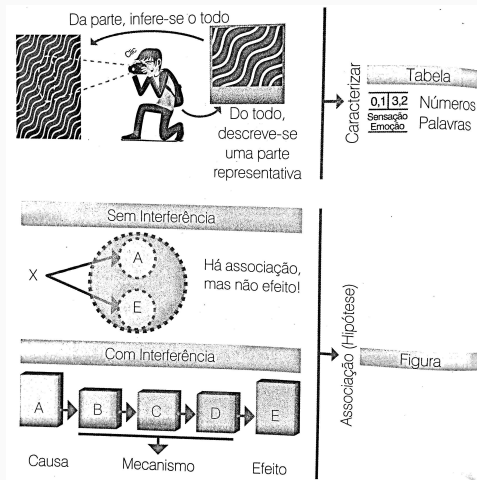 Da parte, infere-se o todo
Clic
Do todo,
descreve-se
uma parte
representativa
Caracterizar
Tabela
0,1 3,2 Números
Sensação
Emoção
Palavras
Sem Interferência
X
A
E
Há associação,
mas não efeito!
Com Interferência
A B C D E
Causa Mecanismo Efeito
Associação (Hipótese)
Figura